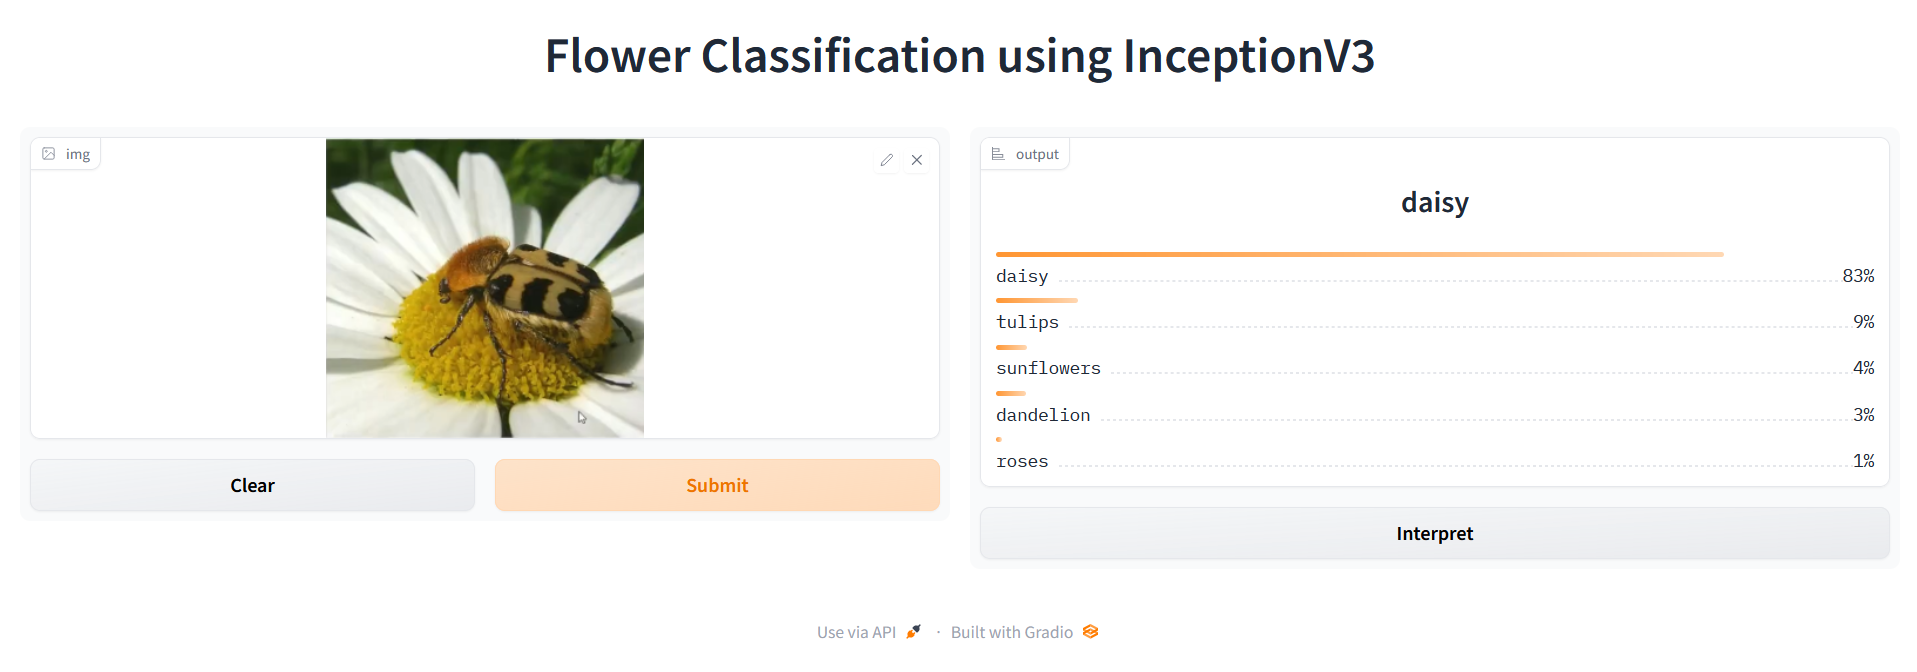 Flower Classification using InceptionV3
img
Clear
Submit
output
daisy
daisy 83%
tulips 9%
sunflowers 4%
dandelion 3%
roses 1%
Interpret
Use via API · Built with Gradio